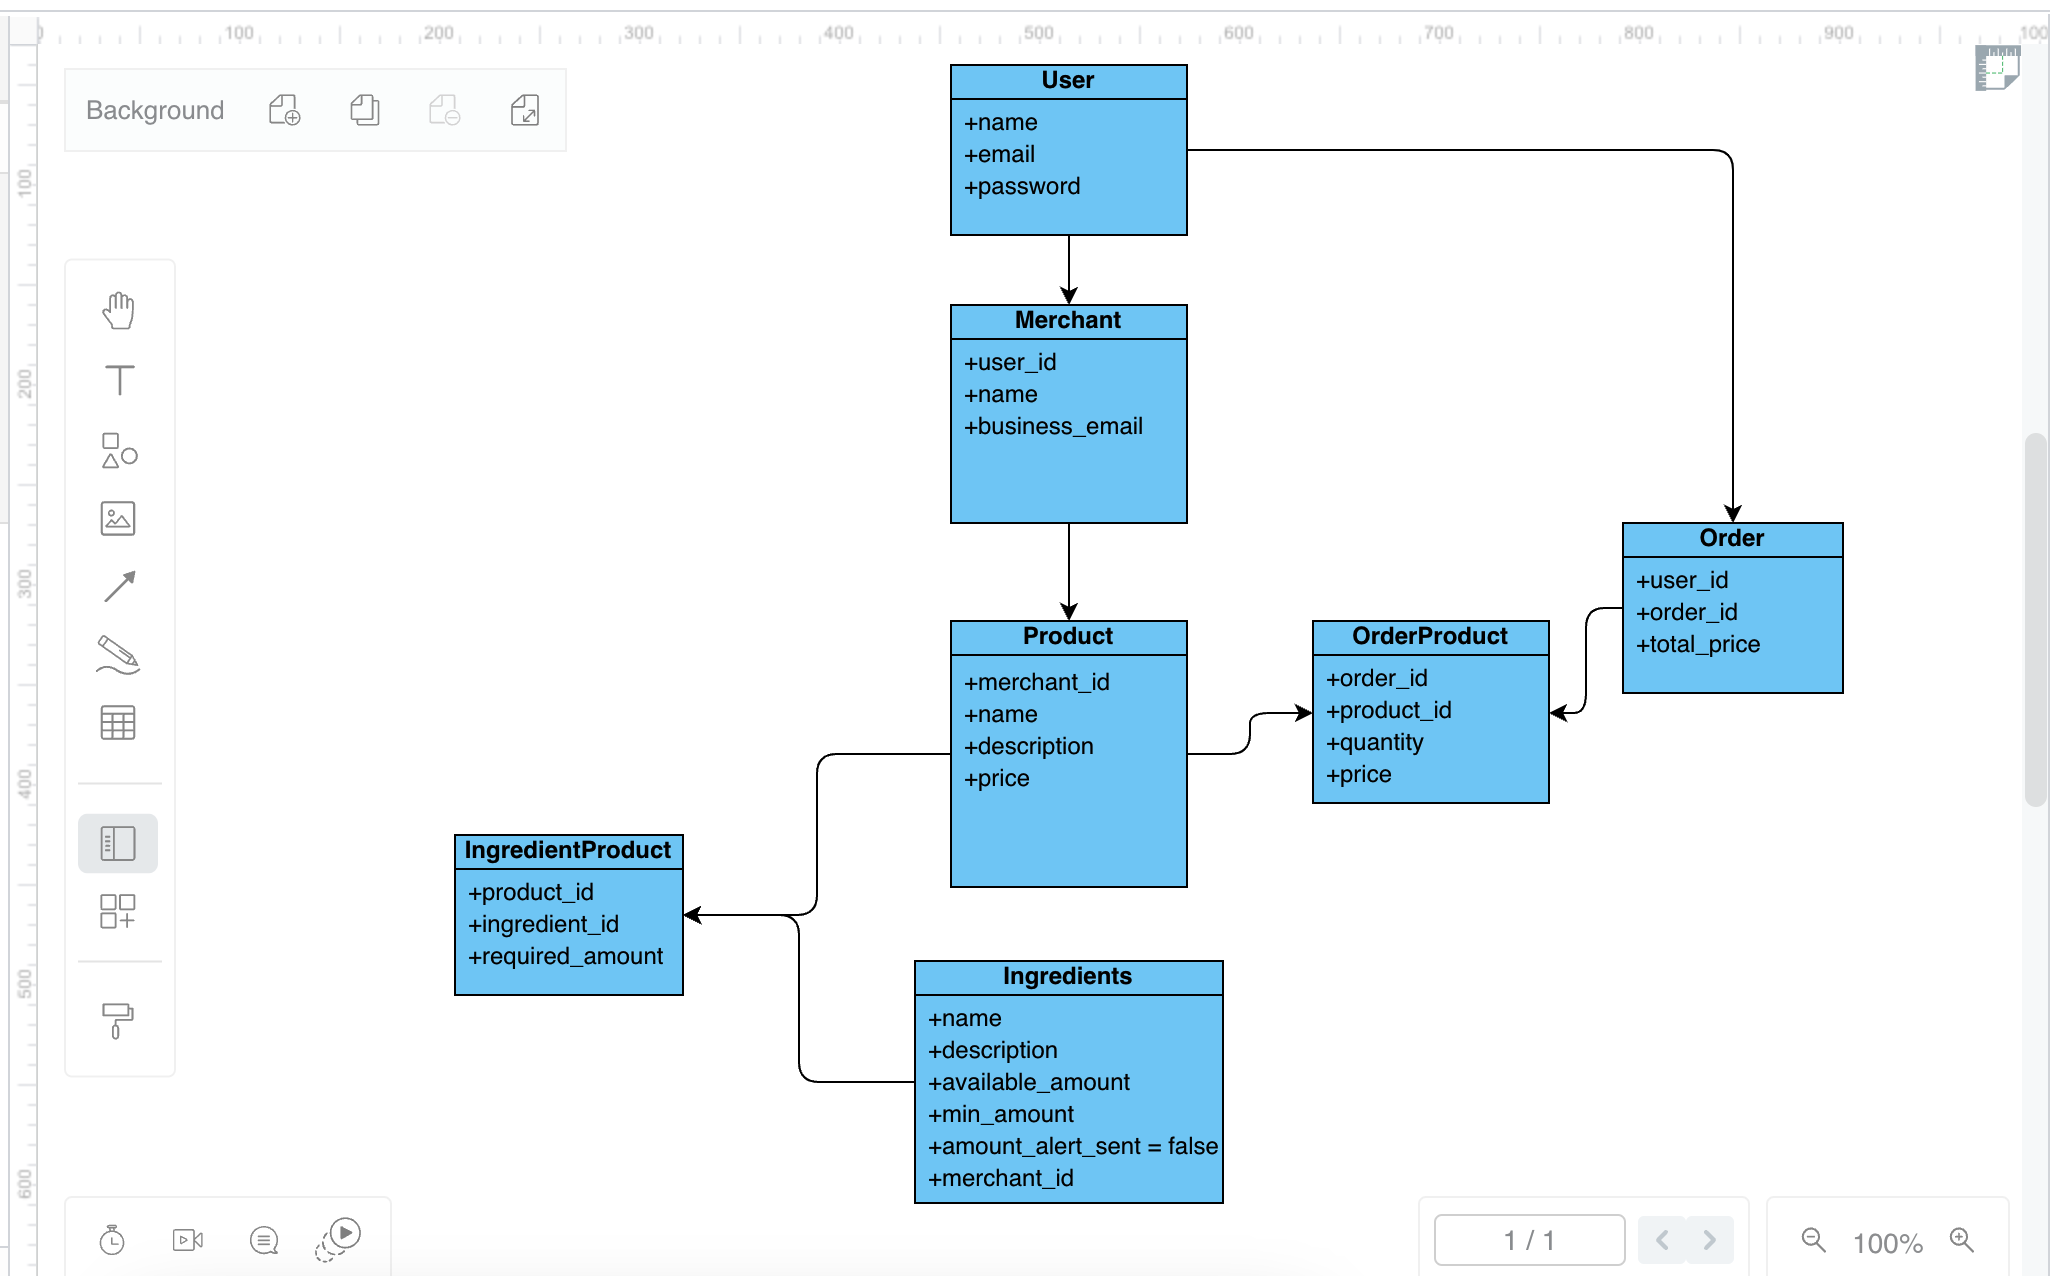 0 100 200 300 400 500 600 700 800 900 100
Background
100
200
300
400
500
600
User
+name
+email
+password
Merchant
+user_id
+name
+business_email
Product
+merchant_id
+name
+description
+price
OrderProduct
+order_id
+product_id
+quantity
+price
Order
+user_id
+order_id
+total_price
IngredientProduct
+product_id
+ingredient_id
+required_amount
Ingredients
+name
+description
+available_amount
+min_amount
+amount_alert_sent = false
+merchant_id
1 / 1
100%